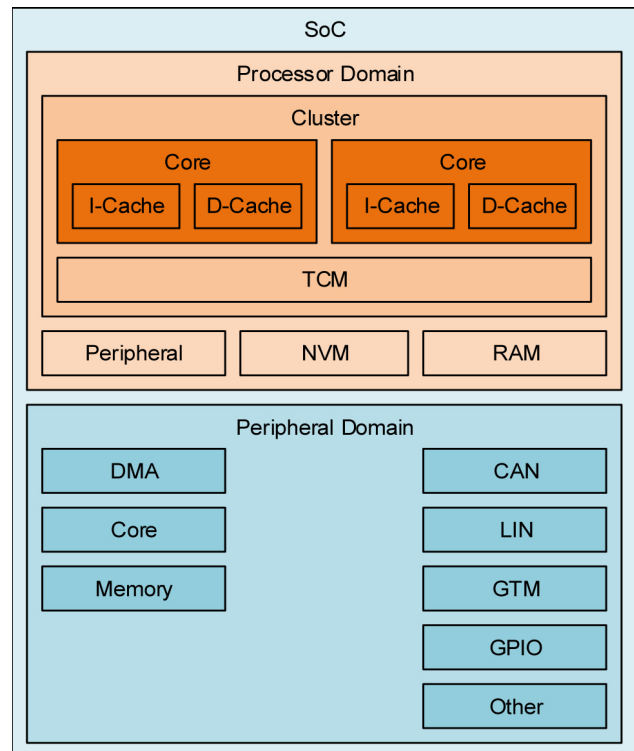 SoC
Processor Domain
Cluster
Core Core
I-Cache D-Cache I-Cache D-Cache
TCM
Peripheral NVM RAM
Peripheral Domain
DMA CAN
Core LIN
Memory GTM
GPIO
Other